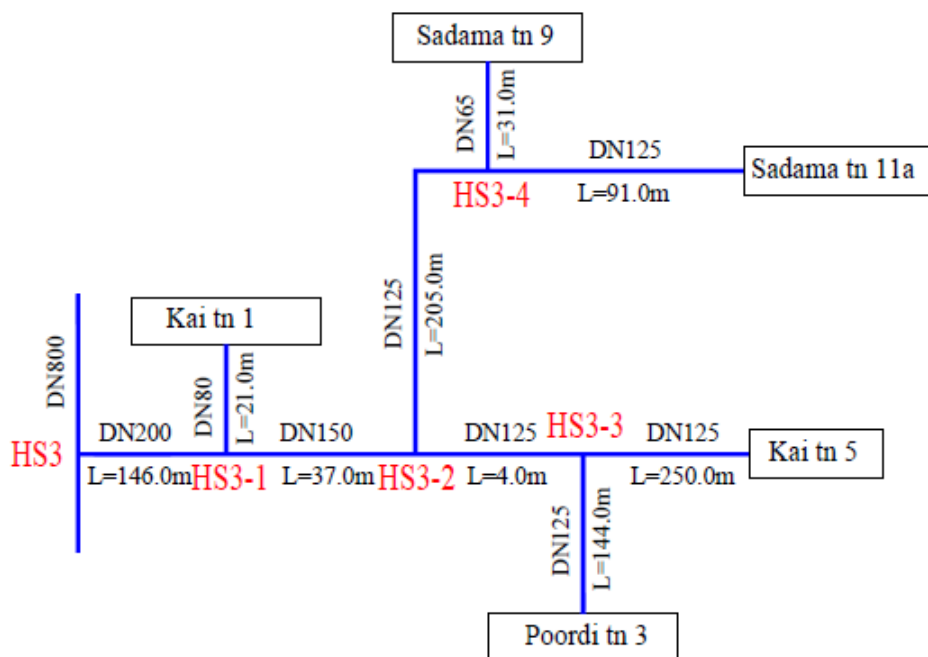 Sadama tn 9
DN65
L=31.0m
DN125
Sadama tn 11a
HS3-4
L=91.0m
DN125
L=205.0m
Kai tn 1
DN800
DN80
L=21.0m
HS3
DN200
DN150
DN125
HS3-3
DN125
Kai tn 5
L=146.0m
HS3-1
L=37.0m
HS3-2
L=4.0m
L=250.0m
DN125
L=144.0m
Poordi tn 3